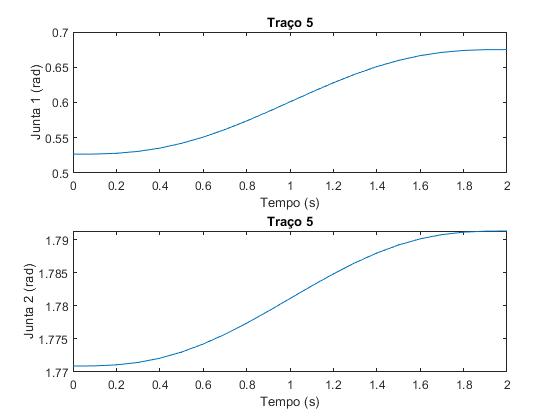 Traço 5
0.7
0.65
0.6
0.55
0.5
Junta 1 (rad)
0 0.2 0.4 0.6 0.8 1 1.2 1.4 1.6 1.8 2
Tempo (s)
Traço 5
1.79
1.785
1.78
1.775
1.77
Junta 2 (rad)
0 0.2 0.4 0.6 0.8 1 1.2 1.4 1.6 1.8 2
Tempo (s)